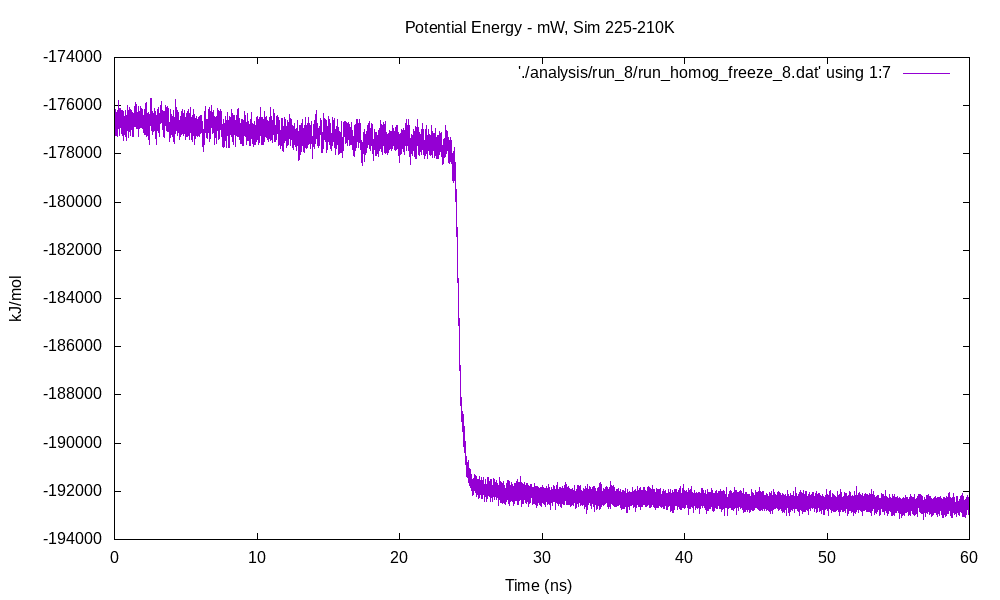 Potential Energy - mW, Sim 225-210K
'./analysis/run_8/run_homog_freeze_8.dat' using 1:7
-174000
-176000
-178000
-180000
-182000
-184000
-186000
-188000
-190000
-192000
-194000
kJ/mol
0 10 20 30 40 50 60
Time (ns)